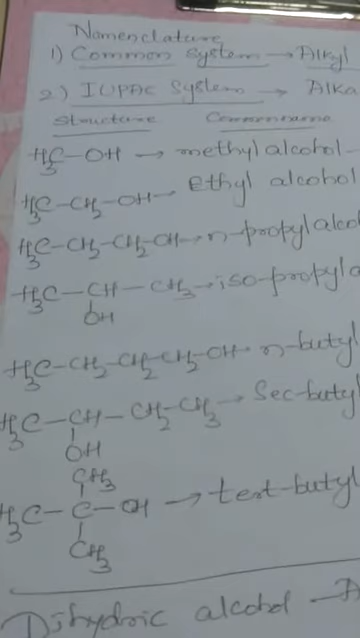 Nomenclature
1) Common System → Alkyl
2) IUPAC System → Alka
Structure Common name
H₃C-OH → methyl alcohol
H₃C-CH₂-OH → Ethyl alcohol
H₃C-CH₂-CH₂-OH → n-propyl alco
H₃C-CH-CH₃ → iso-propyl a
OH
H₃C-CH₂-CH₂-CH₂-OH → n-butyl
H₃C-CH-CH₂-CH₃ → Sec-butyl
OH
CH₃
H₃C-C-OH → tert-butyl
CH₃
Dihydric alcohol → A